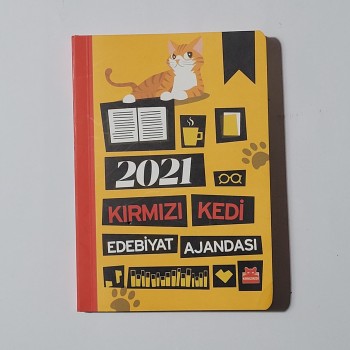 2021
KIRMIZI KEDİ
EDEBİYAT AJANDASI